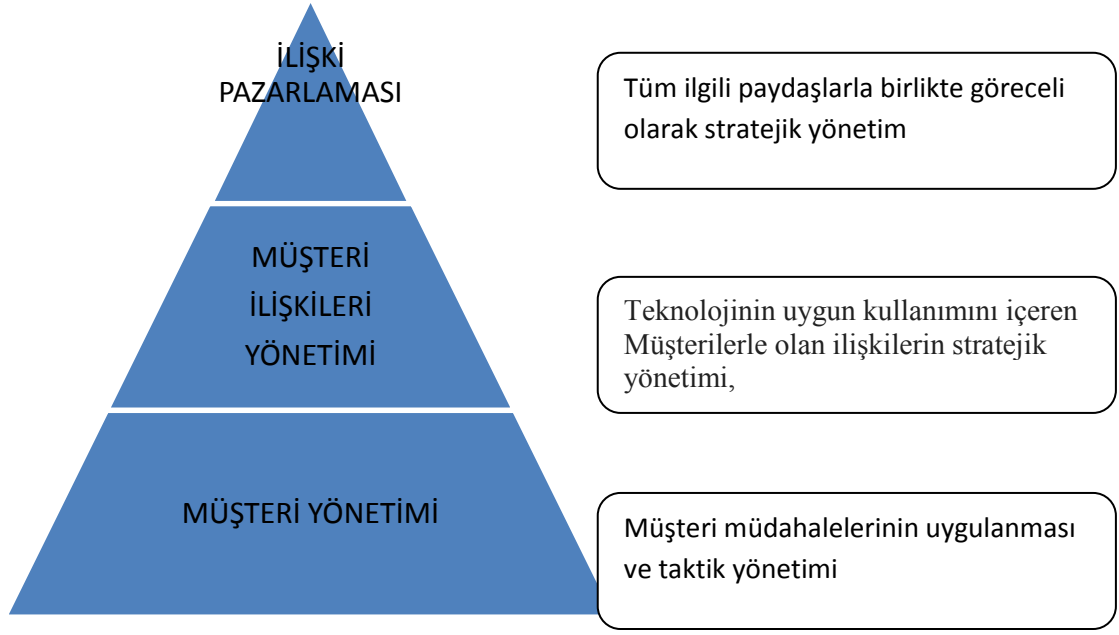 İLİŞKİ
PAZARLAMASI
Tüm ilgili paydaşlarla birlikte göreceli
olarak stratejik yönetim
MÜŞTERİ
İLİŞKİLERİ
YÖNETİMİ
Teknolojinin uygun kullanımını içeren
Müşterilerle olan ilişkilerin stratejik
yönetimi,
MÜŞTERİ YÖNETİMİ
Müşteri müdahalelerinin uygulanması
ve taktik yönetimi